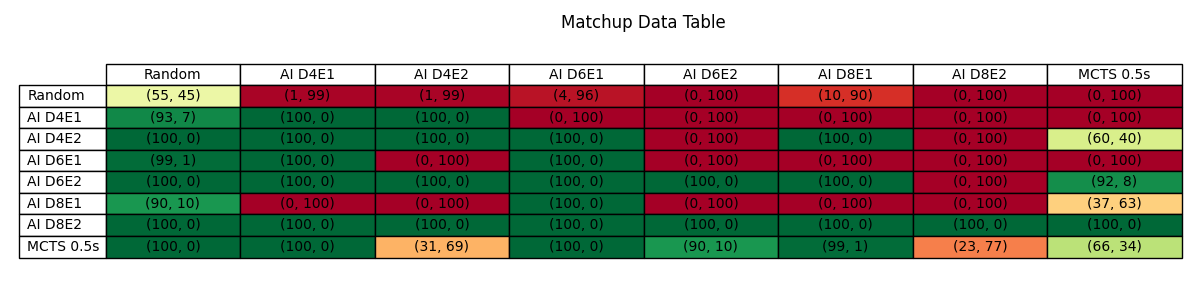 Matchup Data Table
Random AI D4E1 AI D4E2 AI D6E1 AI D6E2 AI D8E1 AI D8E2 MCTS 0.5s
Random (55, 45) (1, 99) (1, 99) (4, 96) (0, 100) (10, 90) (0, 100) (0, 100)
AI D4E1 (93, 7) (100, 0) (100, 0) (0, 100) (0, 100) (0, 100) (0, 100) (0, 100)
AI D4E2 (100, 0) (100, 0) (100, 0) (100, 0) (0, 100) (100, 0) (0, 100) (60, 40)
AI D6E1 (99, 1) (100, 0) (0, 100) (100, 0) (0, 100) (0, 100) (0, 100) (0, 100)
AI D6E2 (100, 0) (100, 0) (100, 0) (100, 0) (100, 0) (100, 0) (0, 100) (92, 8)
AI D8E1 (90, 10) (0, 100) (0, 100) (100, 0) (0, 100) (0, 100) (0, 100) (37, 63)
AI D8E2 (100, 0) (100, 0) (100, 0) (100, 0) (100, 0) (100, 0) (100, 0) (100, 0)
MCTS 0.5s (100, 0) (100, 0) (31, 69) (100, 0) (90, 10) (99, 1) (23, 77) (66, 34)